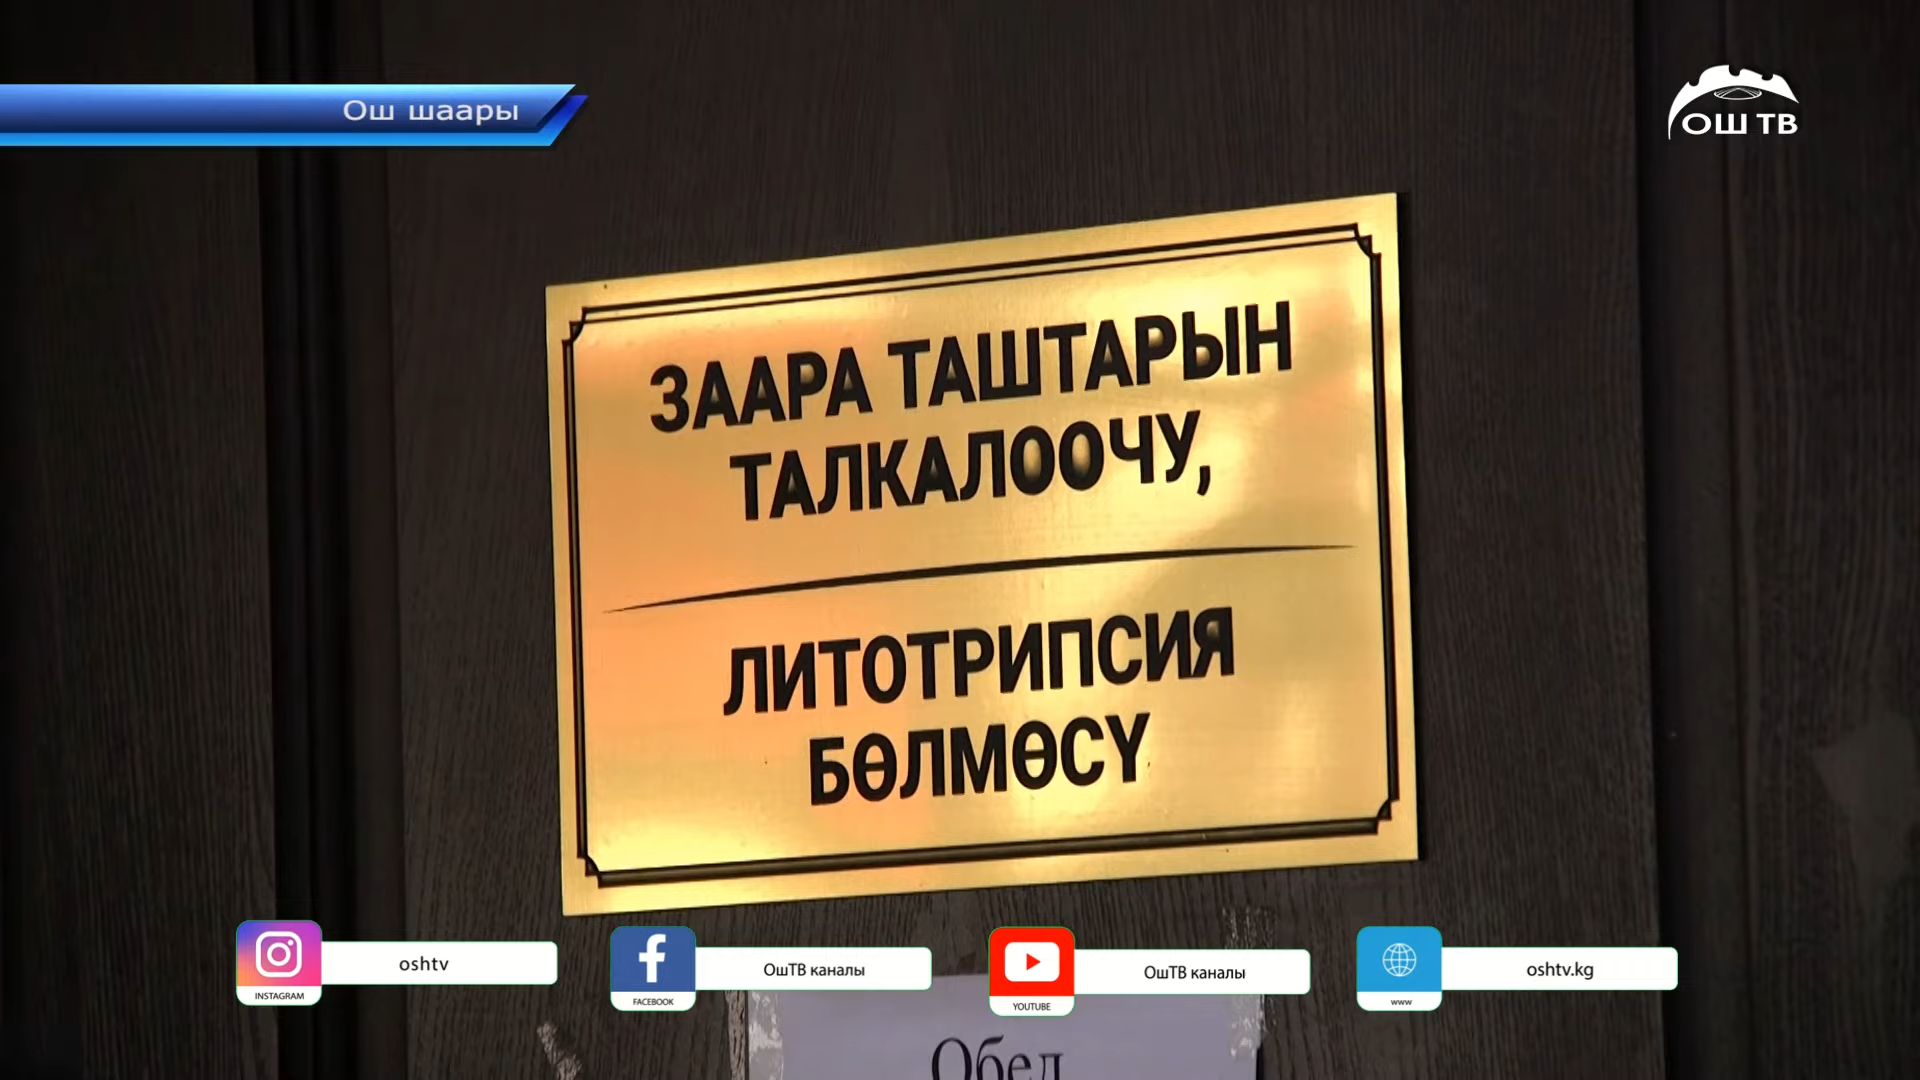 Ош шаары
ОШ ТВ
ЗААРА ТАШТАРЫН
ТАЛКАЛООЧУ,
ЛИТОТРИПСИЯ
БӨЛМӨСҮ
INSTAGRAM
oshtv
FACEBOOK
ОшТВ каналы
YOUTUBE
ОшТВ каналы
www
oshtv.kg
Обед